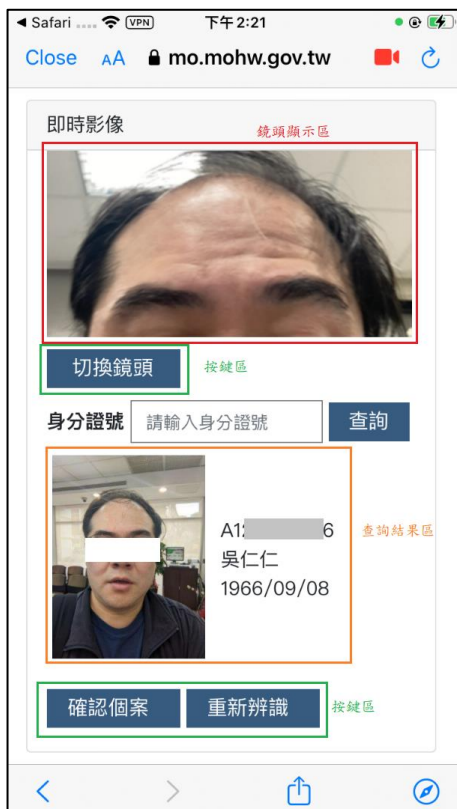 Safari .... VPN 下午 2:21
Close AA mo.mohw.gov.tw
即時影像 鏡頭顯示區
切換鏡頭 按鍵區
身分證號 請輸入身分證號 查詢
A12 6
吳仁仁 查詢結果區
1966/09/08
確認個案 重新辨識 按鍵區